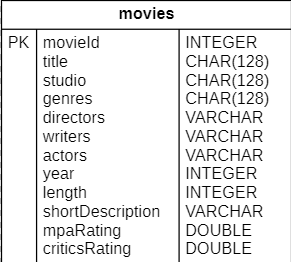 movies
PK movieId INTEGER
title CHAR(128)
studio CHAR(128)
genres CHAR(128)
directors VARCHAR
writers VARCHAR
actors VARCHAR
year INTEGER
length INTEGER
shortDescription VARCHAR
mpaRating DOUBLE
criticsRating DOUBLE